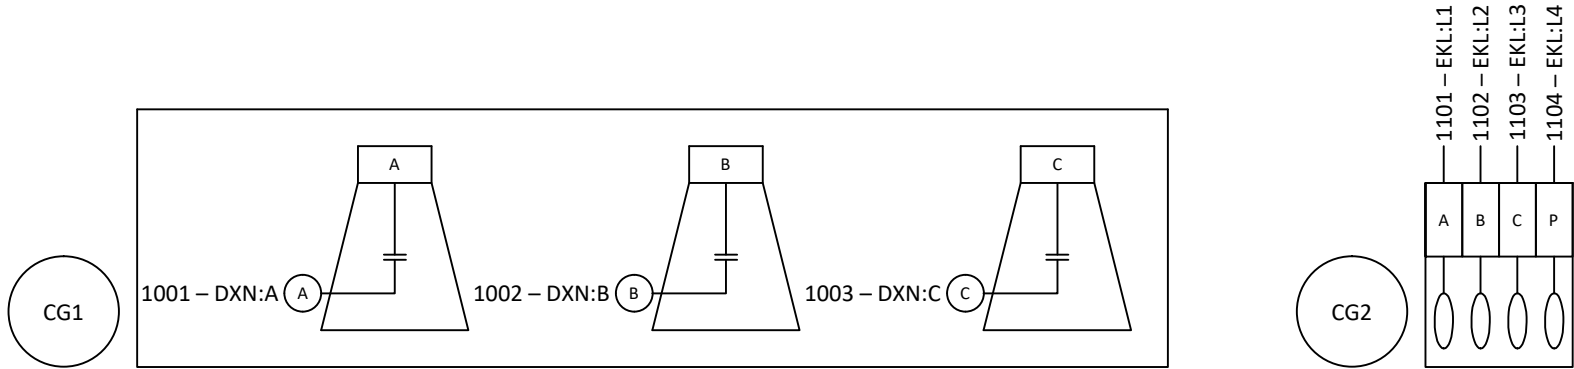 1101 – EKL:L1
1102 – EKL:L2
1103 – EKL:L3
1104 – EKL:L4
A
B
C
A
B
C
P
CG1
1001 – DXN:A
A
1002 – DXN:B
B
1003 – DXN:C
C
CG2